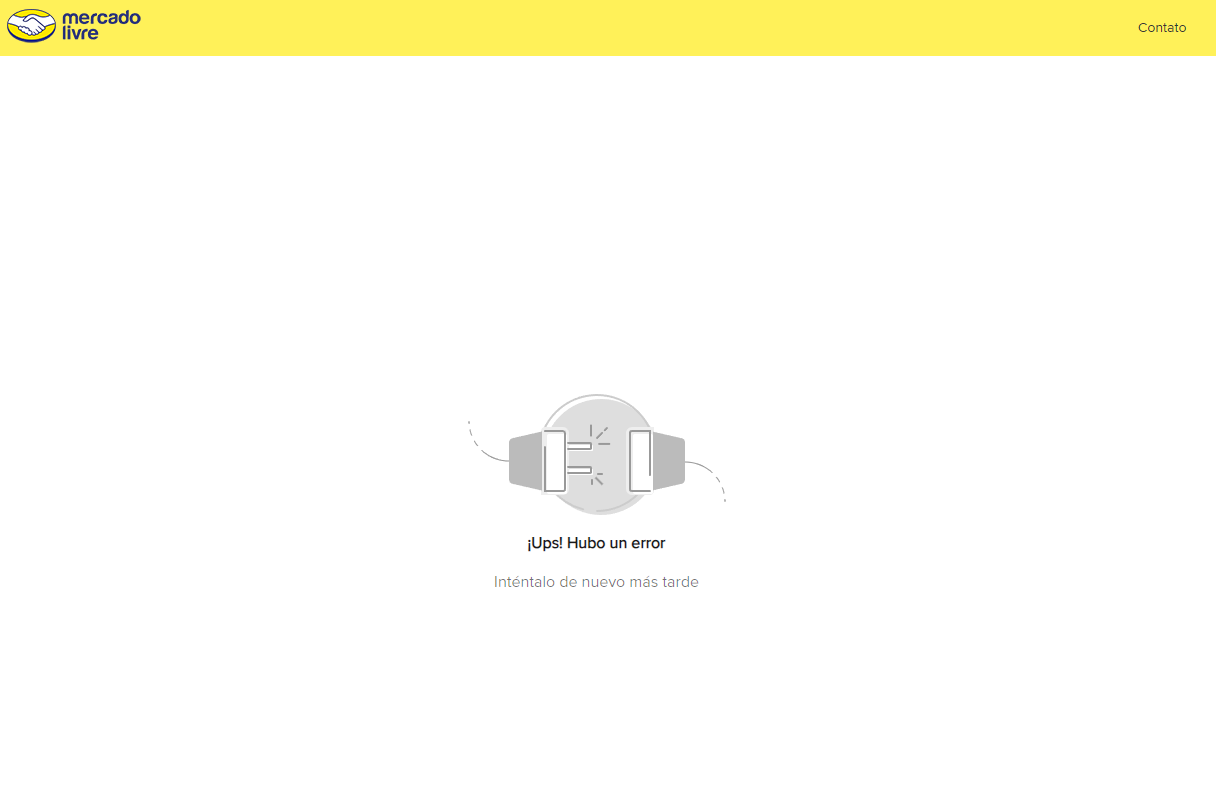 mercado
livre
Contato
¡Ups! Hubo un error
Inténtalo de nuevo más tarde